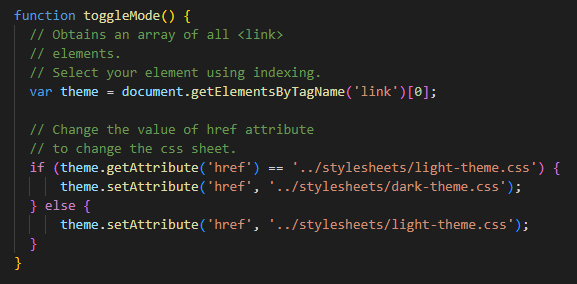 function toggleMode() {
// Obtains an array of all <link>
// elements.
// Select your element using indexing.
var theme = document.getElementsByTagName('link')[0];
// Change the value of href attribute
// to change the css sheet.
if (theme.getAttribute('href') == '../stylesheets/light-theme.css') {
theme.setAttribute('href', '../stylesheets/dark-theme.css');
} else {
theme.setAttribute('href', '../stylesheets/light-theme.css');
}
}